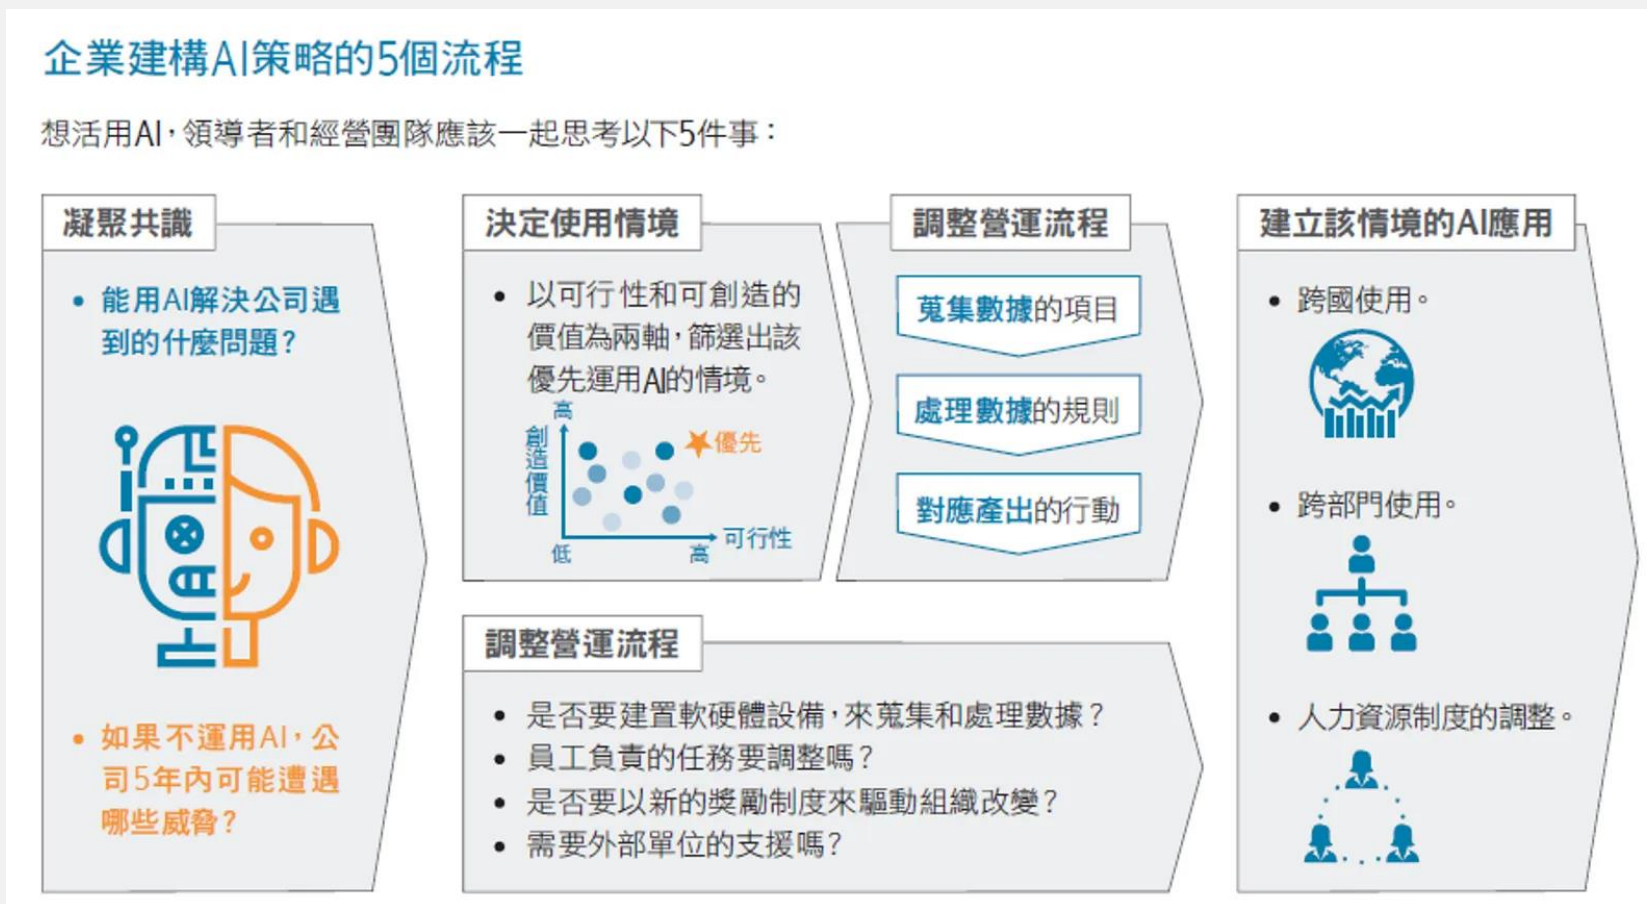 企業建構AI策略的5個流程
想活用AI，領導者和經營團隊應該一起思考以下5件事：
凝聚共識
• 能用AI解決公司遇
到的什麼問題？
• 如果不運用AI，公
司5年內可能遭遇
哪些威脅？
決定使用情境
• 以可行性和可創造的
價值為兩軸，篩選出該
優先運用AI的情境。
高
創造價值
優先
低
高
可行性
調整營運流程
蒐集數據的項目
處理數據的規則
對應產出的行動
調整營運流程
• 是否要建置軟硬體設備，來蒐集和處理數據？
• 員工負責的任務要調整嗎？
• 是否要以新的獎勵制度來驅動組織改變？
• 需要外部單位的支援嗎？
建立該情境的AI應用
• 跨國使用。
• 跨部門使用。
• 人力資源制度的調整。